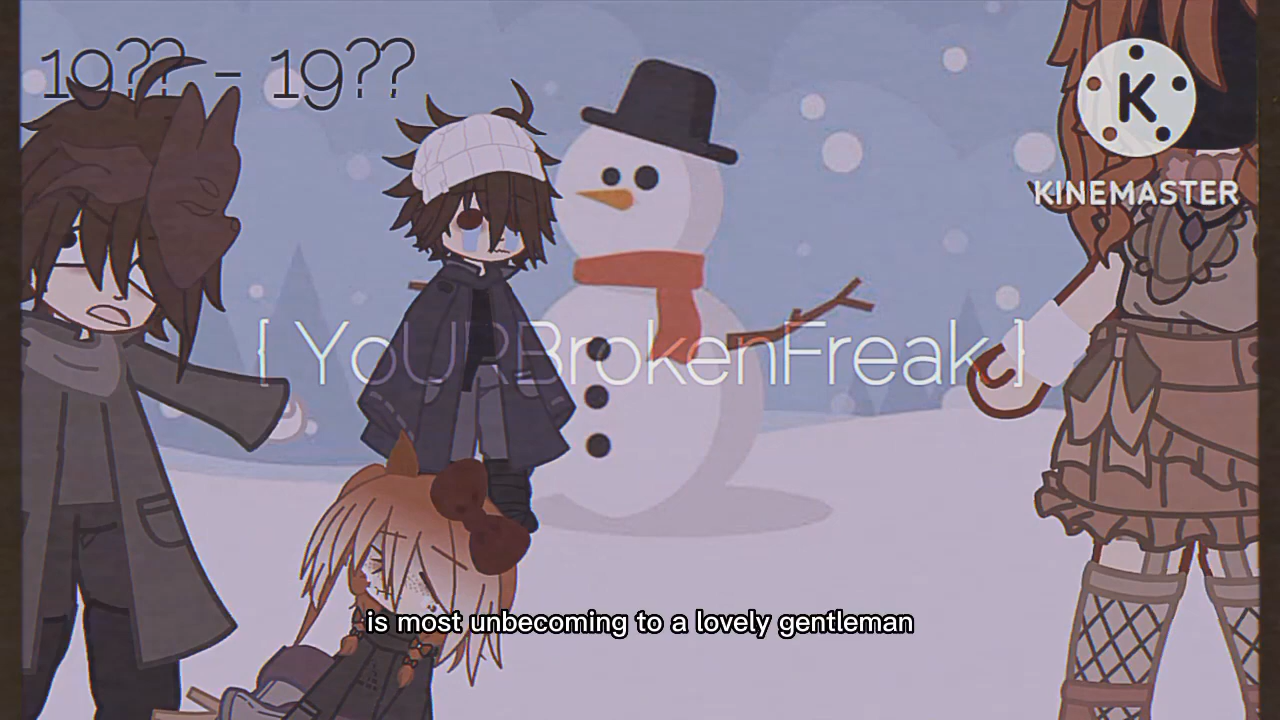 19?? - 19??
K
KINEMASTER
{ YoURBrokenFreak }
is most unbecoming to a lovely gentleman